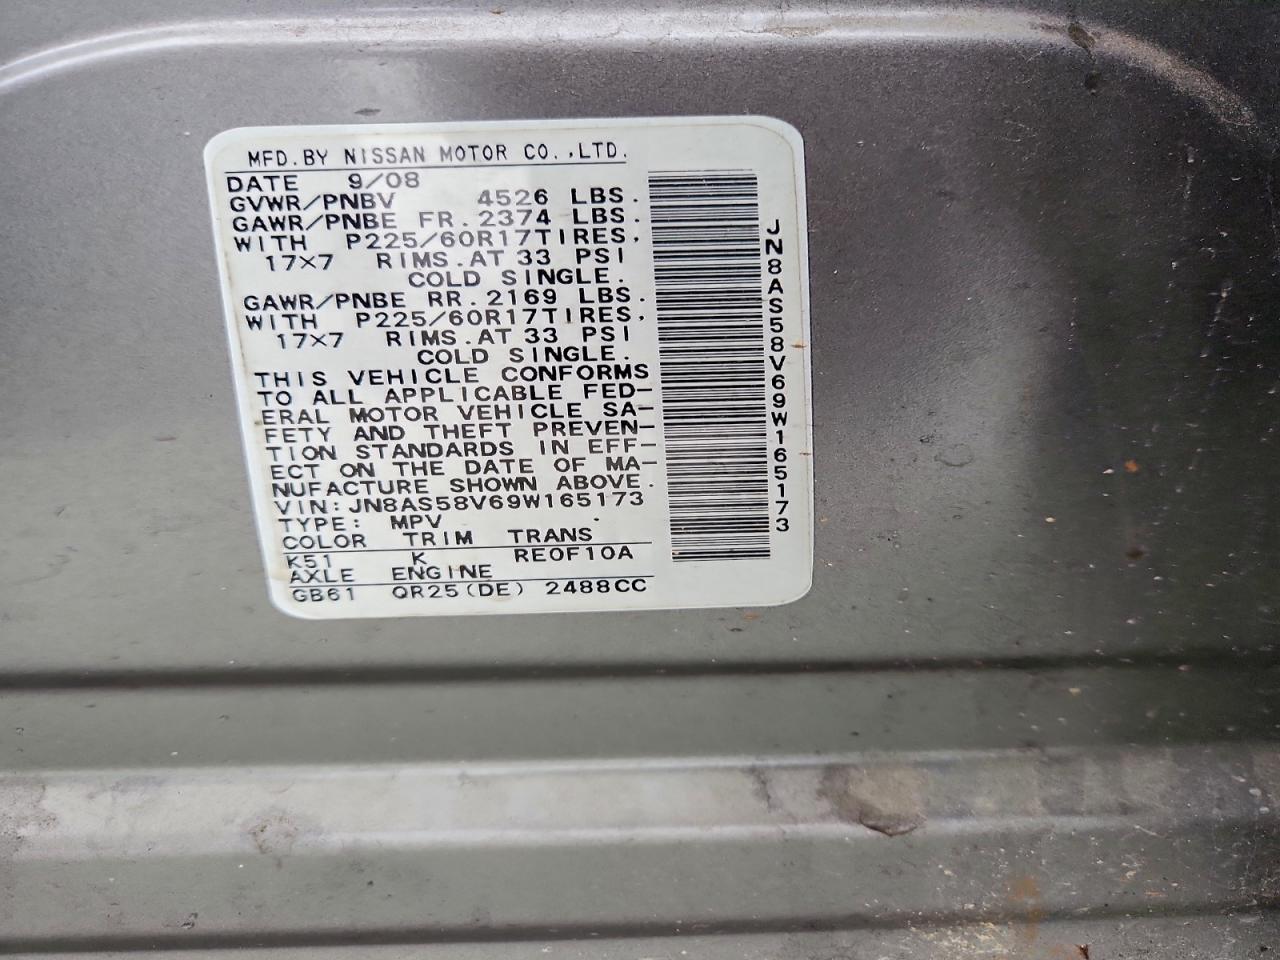 MFD.BY NISSAN MOTOR CO.,LTD.
DATE 9/08
GVWR/PNBV 4526 LBS.
GAWR/PNBE FR.2374 LBS.
WITH P225/60R17TIRES,
17×7 RIMS.AT 33 PSI
COLD SINGLE.
GAWR/PNBE RR.2169 LBS.
WITH P225/60R17TIRES,
17×7 RIMS.AT 33 PSI
COLD SINGLE.
THIS VEHICLE CONFORMS
TO ALL APPLICABLE FED-
ERAL MOTOR VEHICLE SA-
FETY AND THEFT PREVEN-
TION STANDARDS IN EFF-
ECT ON THE DATE OF MA-
NUFACTURE SHOWN ABOVE.
VIN:JN8AS58V69W165173
TYPE: MPV
COLOR TRIM TRANS
K51 K RE0F10A
AXLE ENGINE
GB61 QR25(DE) 2488CC
JN8AS58V69W165173